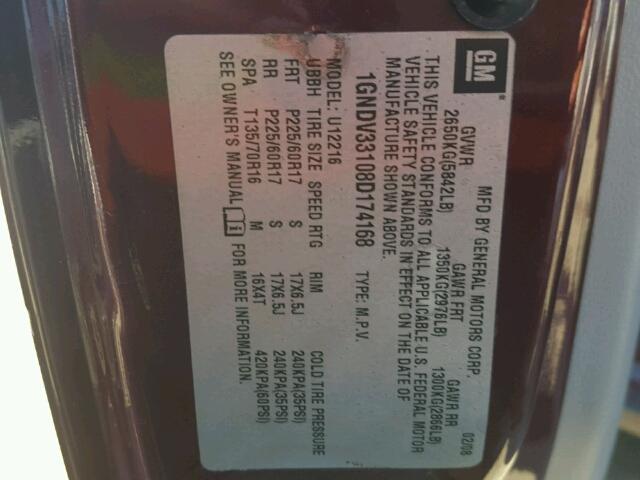 GM
MFD BY GENERAL MOTORS CORP. 02/08
GVWR GAWR FRT GAWR RR
2650KG(5842LB) 1350KG(2976LB) 1300KG(2866LB)
THIS VEHICLE CONFORMS TO ALL APPLICABLE U.S. FEDERAL MOTOR
VEHICLE SAFETY STANDARDS IN EFFECT ON THE DATE OF
MANUFACTURE SHOWN ABOVE.
1GNDV33108D174168 TYPE: M.P.V.
MODEL: U12216
UBBH TIRE SIZE SPEED RTG RIM COLD TIRE PRESSURE
FRT P225/60R17 S 17X6.5J 240KPA(35PSI)
RR P225/60R17 S 17X6.5J 240KPA(35PSI)
SPA T135/70R16 M 16X4T 420KPA(60PSI)
SEE OWNER'S MANUAL FOR MORE INFORMATION.